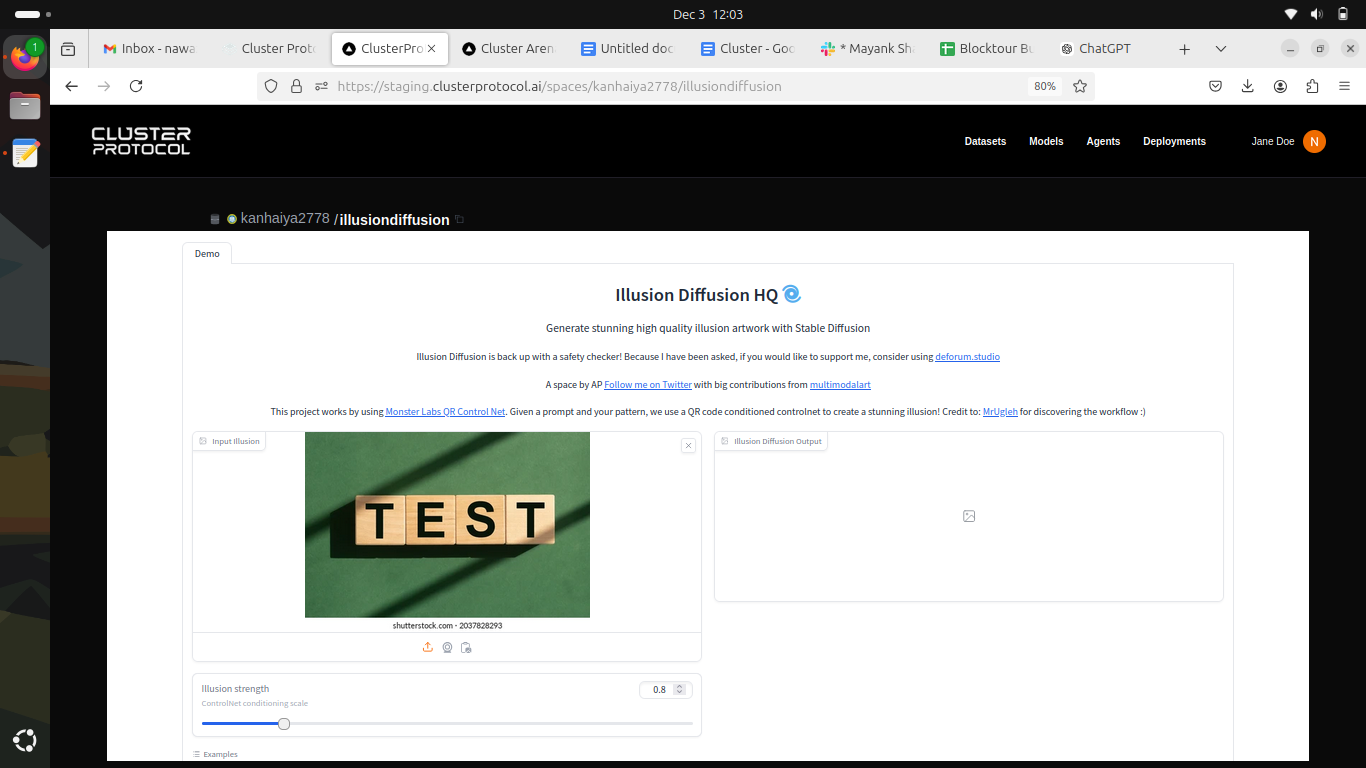 Dec 3 12:03
Inbox - nawa
Cluster Proto
ClusterPro
Cluster Aren
Untitled doc
Cluster - Goo
* Mayank Sha
Blocktour Bu
ChatGPT
1
https://staging.clusterprotocol.ai/spaces/kanhaiya2778/illusiondiffusion
80%
CLUSTER
PROTOCOL
Datasets
Models
Agents
Deployments
Jane Doe
N
kanhaiya2778 /illusiondiffusion
Demo
Illusion Diffusion HQ
Generate stunning high quality illusion artwork with Stable Diffusion
Illusion Diffusion is back up with a safety checker! Because I have been asked, if you would like to support me, consider using deforum.studio
A space by AP Follow me on Twitter with big contributions from multimodalart
This project works by using Monster Labs QR Control Net. Given a prompt and your pattern, we use a QR code conditioned controlnet to create a stunning illusion! Credit to: MrUgleh for discovering the workflow :)
Input Illusion
TEST
shutterstock.com · 2037828293
Illusion Diffusion Output
Illusion strength
0.8
ControlNet conditioning scale
Examples